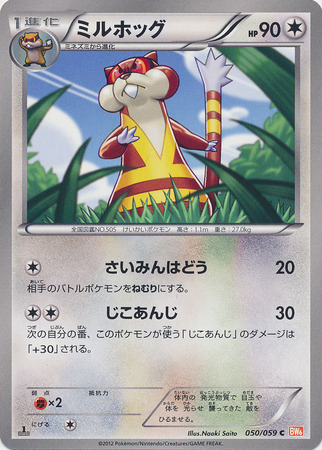 1進化 ミルホッグ HP90
ミネズミから進化
全国図鑑NO.505 けいかいポケモン 高さ:1.1m 重さ:27.0kg
さいみんはどう 20
相手のバトルポケモンをねむりにする。
じこあんじ 30
次の自分の番、このポケモンが使う「じこあんじ」のダメージは
「+30」される。
弱点 抵抗力
×2
にげる
体内の発光物質で目玉や
体を光らせ襲ってきた敵を
ひるませる。
Illus.Naoki Saito
1 050/059 C BW6
©2012 Pokémon/Nintendo/Creatures/GAME FREAK.